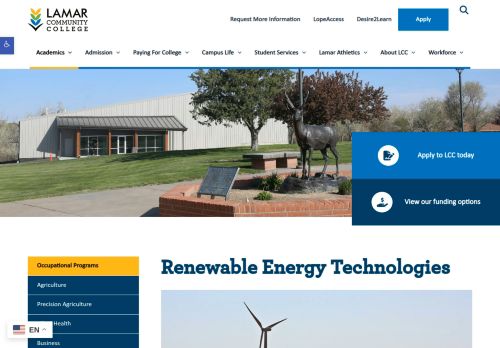 LAMAR
COMMUNITY
COLLEGE
Request More Information
LopeAccess
Desire2Learn
Apply
Academics
Admission
Paying For College
Campus Life
Student Services
Lamar Athletics
About LCC
Workforce
Apply to LCC today
View our funding options
Occupational Programs
Agriculture
Precision Agriculture
Health
Business
EN
Renewable Energy Technologies